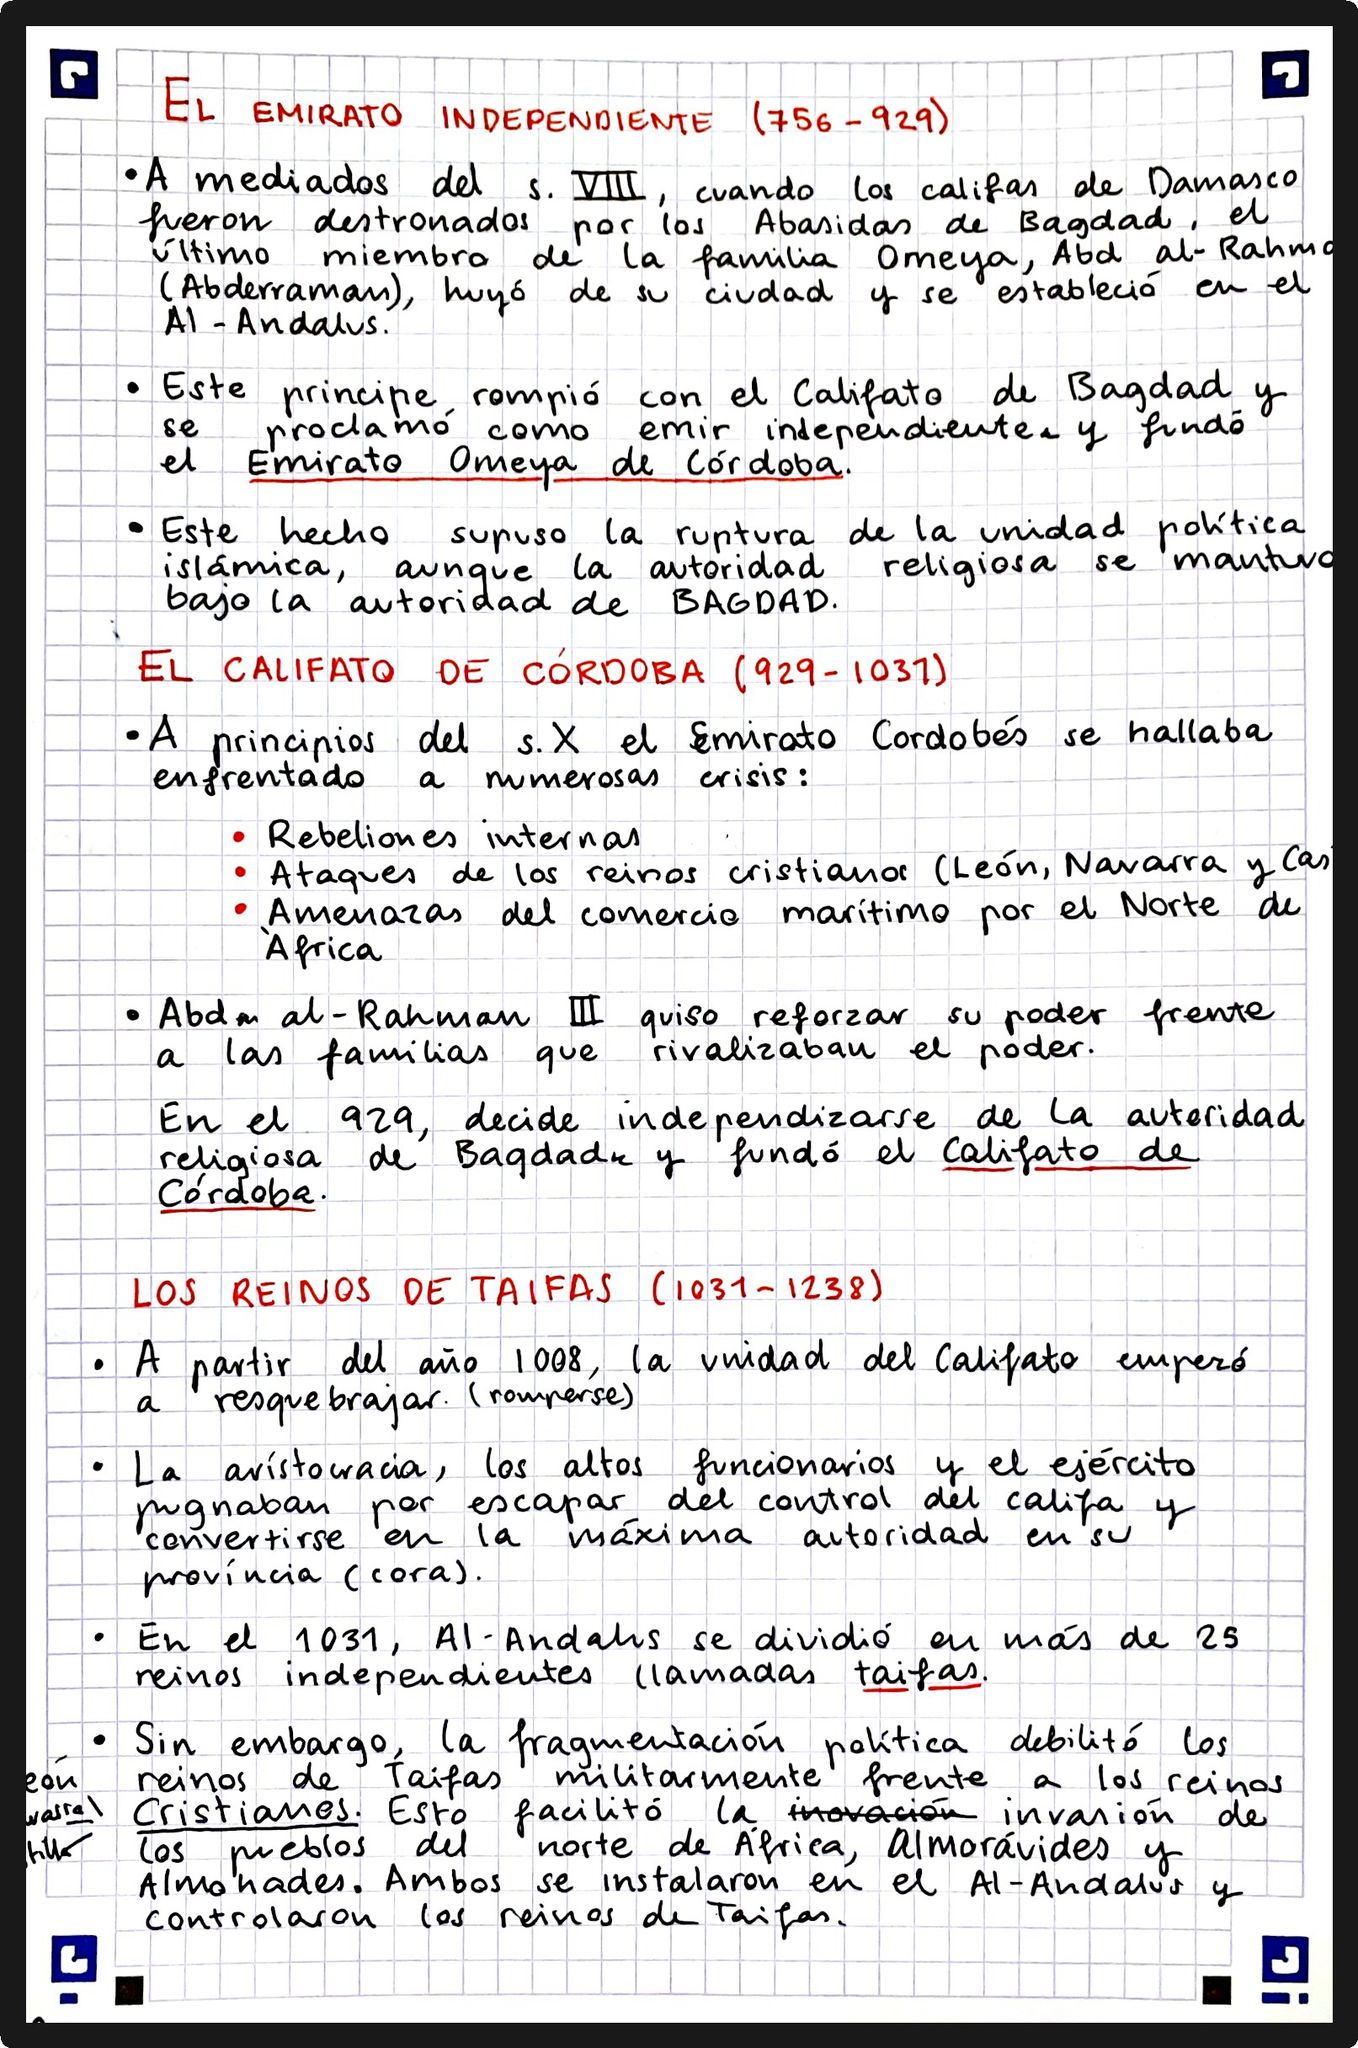 EL EMIRATO INDEPENDIENTE (756-929)
• A mediados del s. VIII, cuando los califas de Damasco
fueron destronados por los Abasidas de Bagdad, el
último miembro de la familia Omeya, Abd al-Rahma
(Abderraman), huyó de su ciudad y se estableció en el
Al-Andalus.
• Este principe rompió con el Califato de Bagdad y
se proclamó como emir independiente y fundó
el Emirato Omeya de Córdoba.
• Este hecho supuso la ruptura de la unidad política
islámica, aunque la autoridad religiosa se mantuvo
bajo la autoridad de BAGDAD.
EL CALIFATO DE CÓRDOBA (929-1031)
• A principios del s. X el Emirato Cordobés se hallaba
enfrentado a numerosas crisis:
• Rebeliones internas
• Ataques de los reinos cristianos (León, Navarra y Cas
• Amenazas del comercio marítimo por el Norte de
África
• Abd al-Rahman III quiso reforzar su poder frente
a las familias que rivalizaban el poder.
En el 929, decide independizarse de la autoridad
religiosa de Bagdad y fundó el Califato de
Córdoba.
LOS REINOS DE TAIFAS (1031-1238)
• A partir del año 1008, la unidad del Califato empezó
a resquebrajar. (romperse)
• La aristocracia, los altos funcionarios y el ejército
pugnaban por escapar del control del califa y
convertirse en la máxima autoridad en su
província (cora).
• En el 1031, Al-Andalus se dividió en más de 25
reinos independientes llamadas taifas.
• Sin embargo, la fragmentación política debilitó los
eón reinos de Taifas militarmente frente a los reinos
Cristianos. Esto facilitó la inovación invasión de
los pueblos del norte de África, Almorávides y
Almohades. Ambos se instalaron en el Al-Andalus y
controlaron los reinos de Taifas.